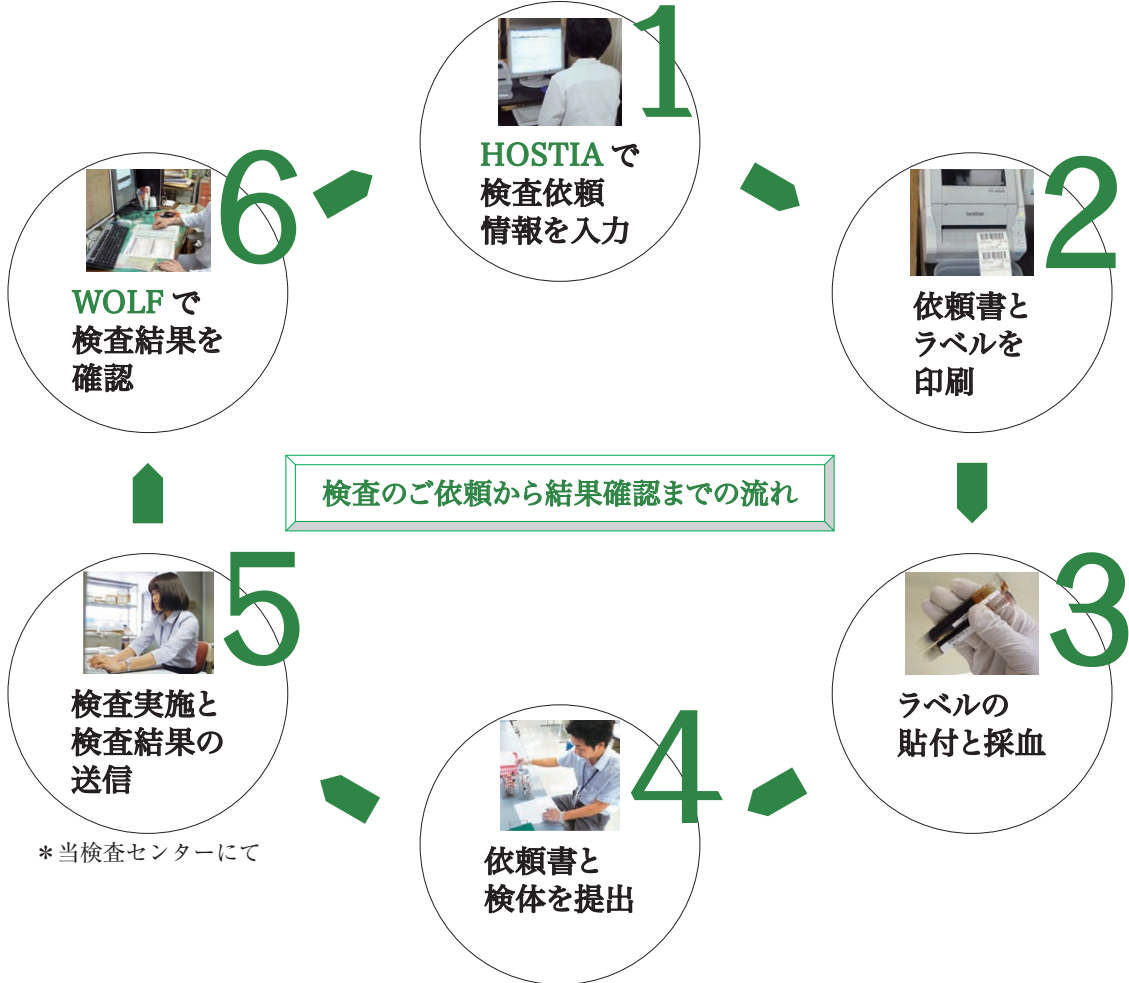 1
HOSTIA で
検査依頼
情報を入力
2
依頼書と
ラベルを
印刷
3
ラベルの
貼付と採血
4
依頼書と
検体を提出
5
検査実施と
検査結果の
送信
＊当検査センターにて
6
WOLF で
検査結果を
確認
検査のご依頼から結果確認までの流れ
brother